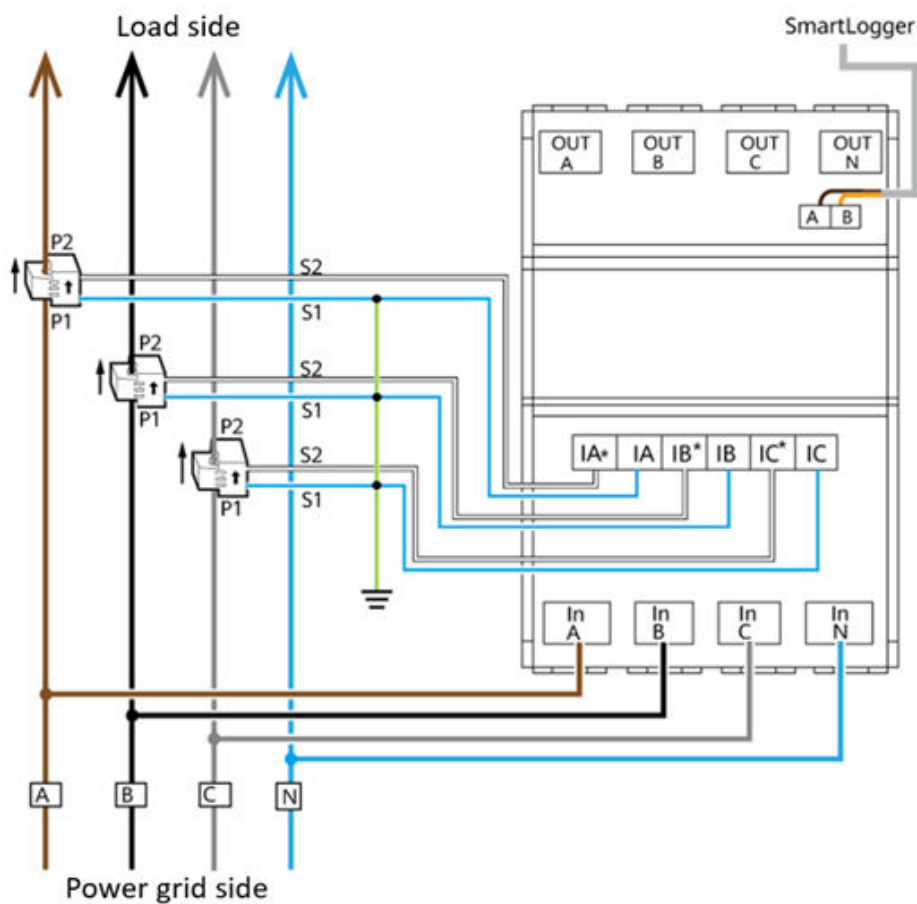 Load side
SmartLogger
OUT
A
OUT
B
OUT
C
OUT
N
A
B
P2
P1
S2
S1
P2
P1
S2
S1
P2
P1
S2
S1
IA*
IA
IB*
IB
IC*
IC
In
A
In
B
In
C
In
N
A
B
C
N
Power grid side